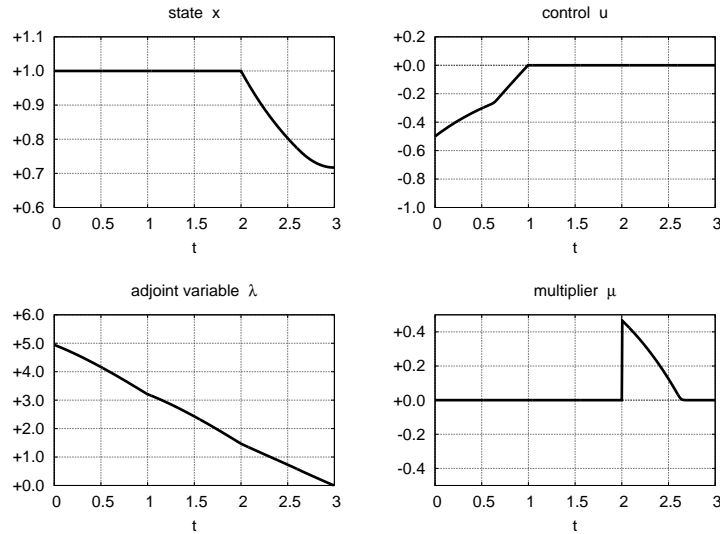 state x
+1.1
+1.0
+0.9
+0.8
+0.7
+0.6
0 0.5 1 1.5 2 2.5 3
t
control u
+0.2
+0.0
-0.2
-0.4
-0.6
-0.8
-1.0
0 0.5 1 1.5 2 2.5 3
t
adjoint variable λ
+6.0
+5.0
+4.0
+3.0
+2.0
+1.0
+0.0
0 0.5 1 1.5 2 2.5 3
t
multiplier μ
+0.4
+0.2
+0.0
-0.2
-0.4
0 0.5 1 1.5 2 2.5 3
t